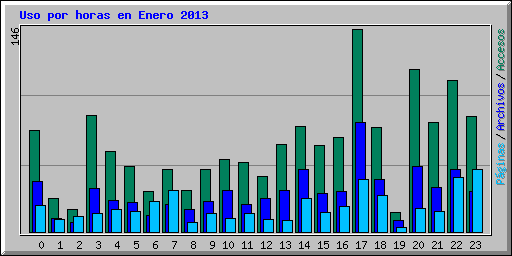 Uso por horas en Enero 2013
146
Páginas / Archivos / Accesos
0 1 2 3 4 5 6 7 8 9 10 11 12 13 14 15 16 17 18 19 20 21 22 23